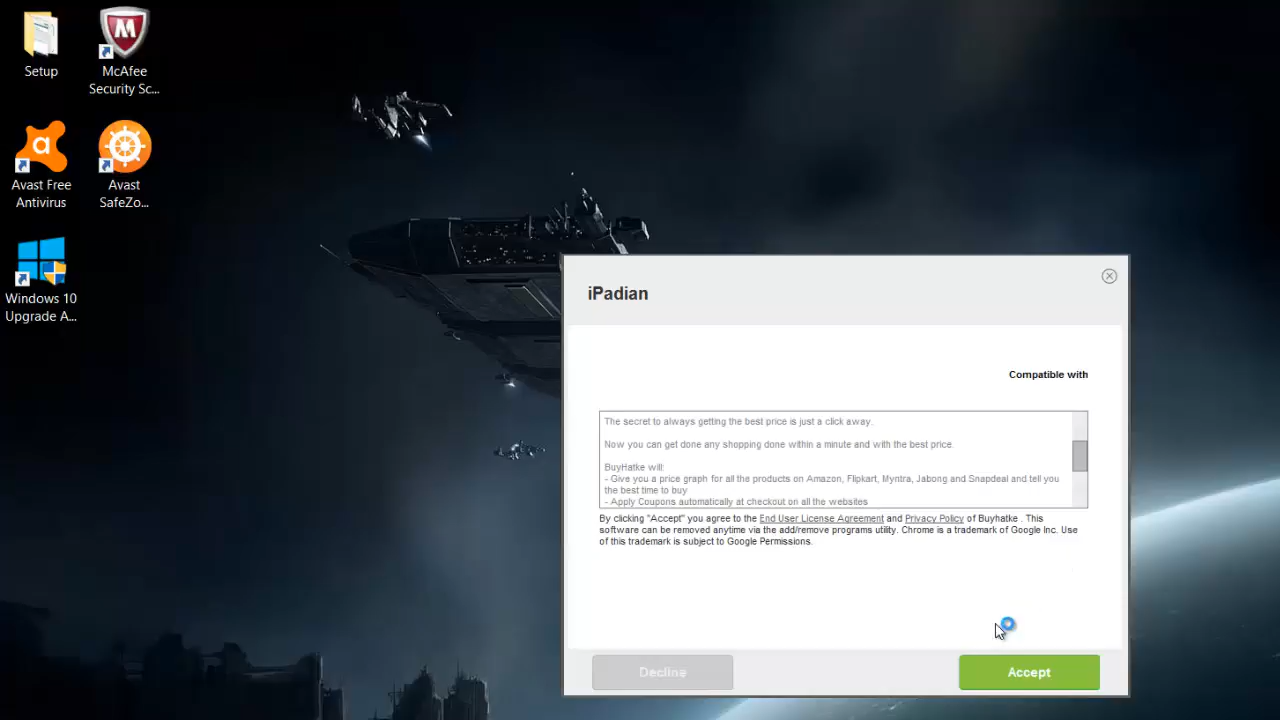 Setup
McAfee
Security Sc...
Avast Free
Antivirus
Avast
SafeZo...
Windows 10
Upgrade A...
iPadian
Compatible with
The secret to always getting the best price is just a click away.
Now you can get done any shopping done within a minute and with the best price.
BuyHatke will:
- Give you a price graph for all the products on Amazon, Flipkart, Myntra, Jabong and Snapdeal and tell you
the best time to buy
- Apply Coupons automatically at checkout on all the websites
By clicking "Accept" you agree to the End User License Agreement and Privacy Policy of Buyhatke . This
software can be removed anytime via the add/remove programs utility. Chrome is a trademark of Google Inc. Use
of this trademark is subject to Google Permissions.
Decline
Accept